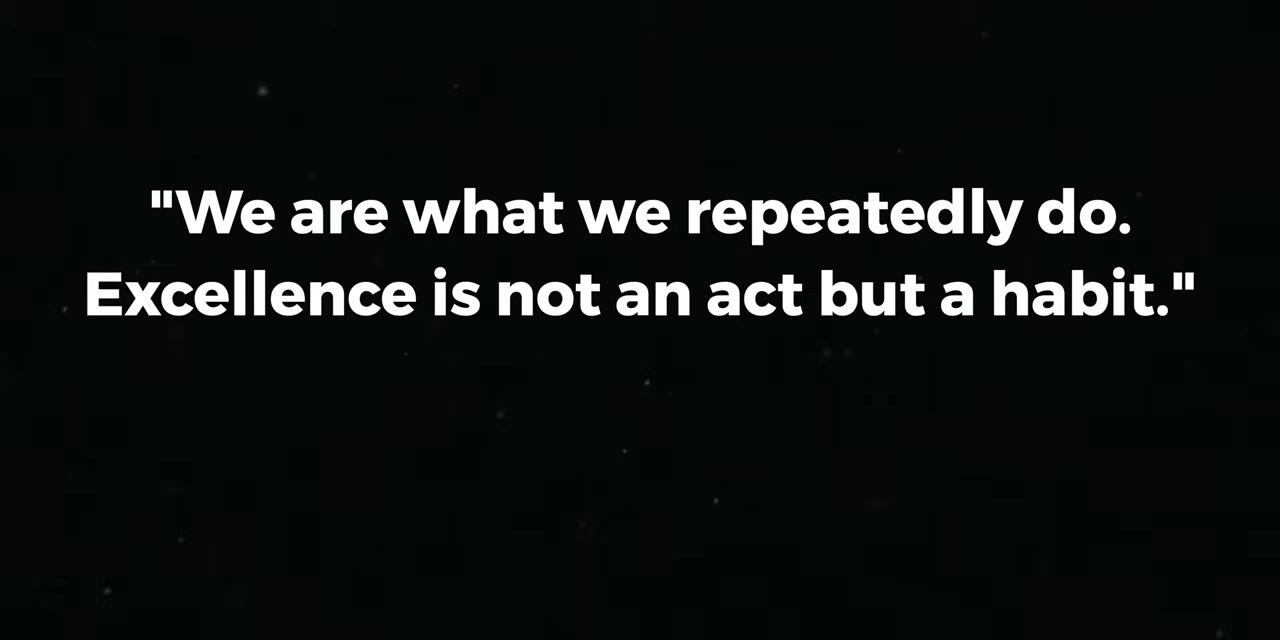 "We are what we repeatedly do.
Excellence is not an act but a habit."